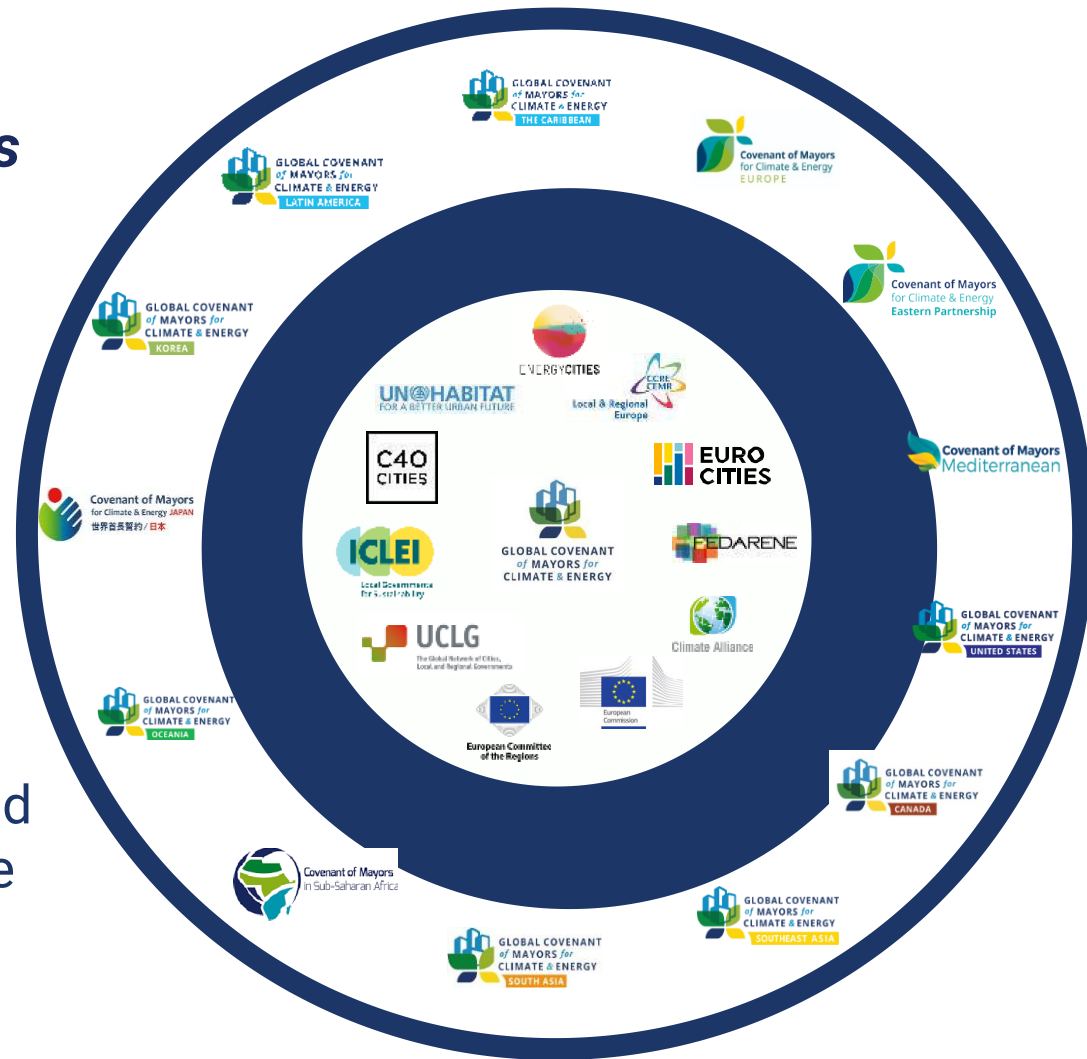 s
d
e
GLOBAL COVENANT
of MAYORS for
CLIMATE & ENERGY
THE CARIBBEAN
Covenant of Mayors
for Climate & Energy
EUROPE
GLOBAL COVENANT
of MAYORS for
CLIMATE & ENERGY
LATIN AMERICA
Covenant of Mayors
for Climate & Energy
Eastern Partnership
GLOBAL COVENANT
of MAYORS for
CLIMATE & ENERGY
KOREA
Covenant of Mayors
Mediterranean
Covenant of Mayors
for Climate & Energy JAPAN
世界首長誓約/日本
GLOBAL COVENANT
of MAYORS for
CLIMATE & ENERGY
UNITED STATES
GLOBAL COVENANT
of MAYORS for
CLIMATE & ENERGY
OCEANIA
GLOBAL COVENANT
of MAYORS for
CLIMATE & ENERGY
CANADA
Covenant of Mayors
in Sub-Saharan Africa
GLOBAL COVENANT
of MAYORS for
CLIMATE & ENERGY
SOUTHEAST ASIA
GLOBAL COVENANT
of MAYORS for
CLIMATE & ENERGY
SOUTH ASIA
ENERGYCITIES
UN HABITAT
FOR A BETTER URBAN FUTURE
CCRE
CEMR
Local & Regional
Europe
C40
CITIES
EURO
CITIES
GLOBAL COVENANT
of MAYORS for
CLIMATE & ENERGY
FEDARENE
ICLEI
Local Governments
for Sustainability
UCLG
The Global Network of Cities,
Local and Regional Governments
Climate Alliance
European
Commission
European Committee
of the Regions